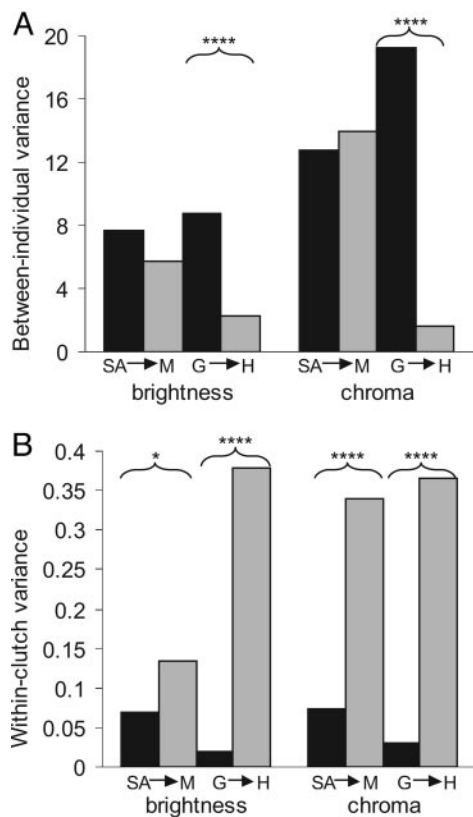 A
Between-individual variance
20
16
12
8
4
0
****
****
SA→M G→H SA→M G→H
brightness chroma
B
Within-clutch variance
0.4
0.35
0.3
0.25
0.2
0.15
0.1
0.05
0
* **** **** ****
SA→M G→H SA→M G→H
brightness chroma